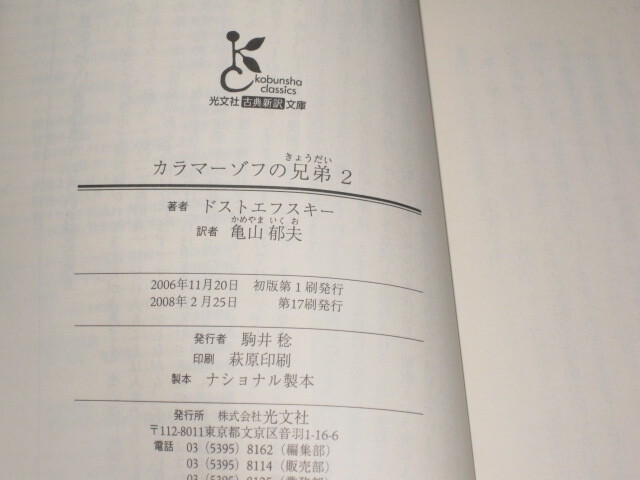 kobunsha
classics
光文社 古典新訳 文庫
きょうだい
カラマーゾフの兄弟 2
著者 ドストエフスキー
かめやま いく お
訳者 亀山 郁夫
2006年11月20日 初版第1刷発行
2008年2月25日 第17刷発行
発行者 駒井 稔
印刷 萩原印刷
製本 ナショナル製本
発行所 株式会社光文社
〒112-8011東京都文京区音羽1-16-6
電話 03 (5395) 8162 (編集部)
03 (5395) 8114 (販売部)
03 (5395) 8125 (業務部)